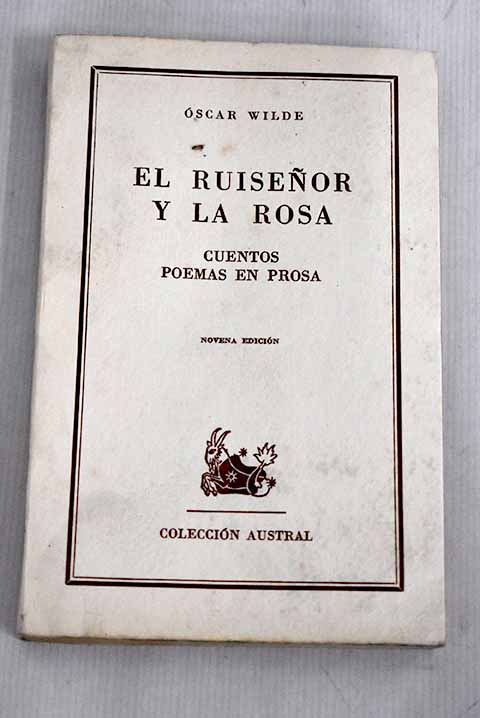 ÓSCAR WILDE
EL RUISEÑOR
Y LA ROSA
CUENTOS
POEMAS EN PROSA
NOVENA EDICIÓN
COLECCIÓN AUSTRAL